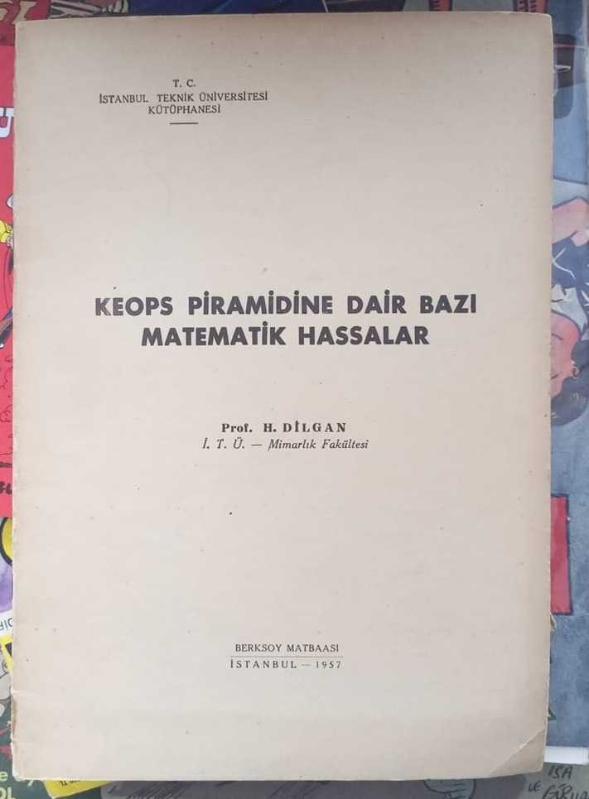 T. C.
İSTANBUL TEKNİK ÜNİVERSİTESİ
KÜTÜPHANESİ
KEOPS PİRAMİDİNE DAİR BAZI
MATEMATİK HASSALAR
Prof. H. DİLGAN
İ. T. Ü. — Mimarlık Fakültesi
BERKSOY MATBAASI
İSTANBUL — 1957